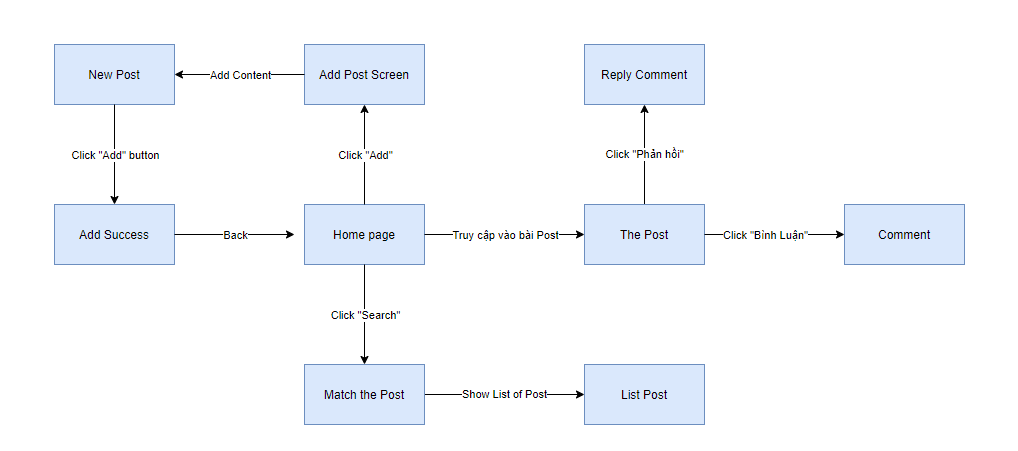 New Post
Add Content
Add Post Screen
Reply Comment
Click "Add" button
Click "Add"
Click "Phản hồi"
Add Success
Back
Home page
Truy cập vào bài Post
The Post
Click "Bình Luận"
Comment
Click "Search"
Match the Post
Show List of Post
List Post